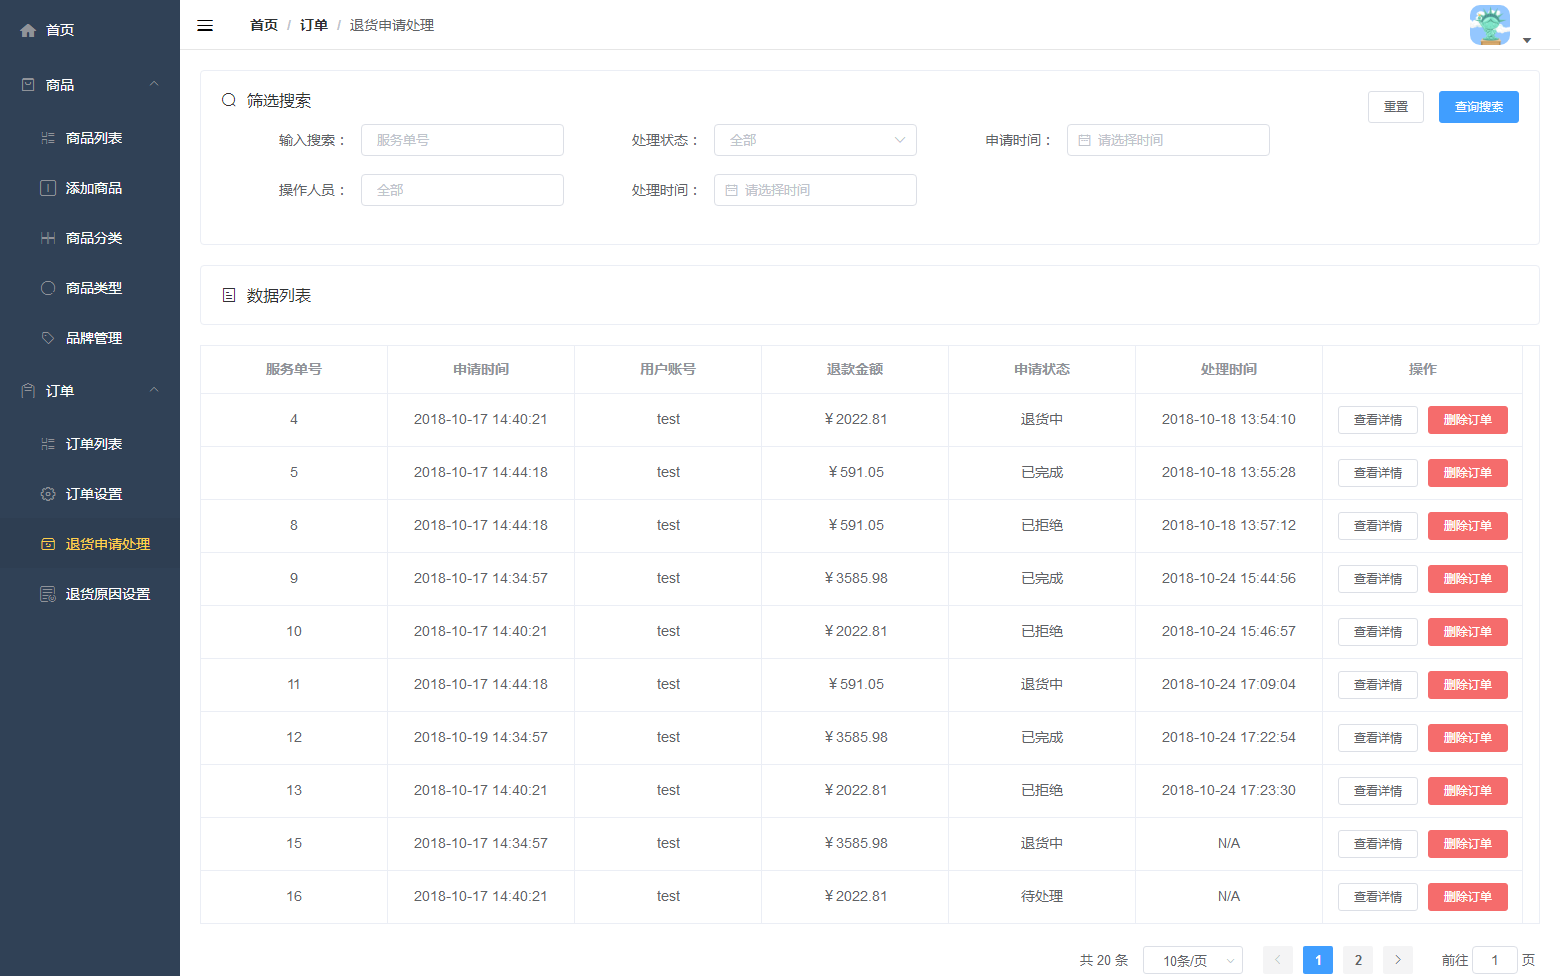 首页
商品
商品列表
添加商品
商品分类
商品类型
品牌管理
订单
订单列表
订单设置
退货申请处理
退货原因设置
首页 / 订单 / 退货申请处理
筛选搜索 重置 查询搜索
输入搜索： 服务单号 处理状态： 全部 申请时间： 请选择时间
操作人员： 全部 处理时间： 请选择时间
数据列表
服务单号 申请时间 用户账号 退款金额 申请状态 处理时间 操作
4 2018-10-17 14:40:21 test ￥2022.81 退货中 2018-10-18 13:54:10 查看详情 删除订单
5 2018-10-17 14:44:18 test ￥591.05 已完成 2018-10-18 13:55:28 查看详情 删除订单
8 2018-10-17 14:44:18 test ￥591.05 已拒绝 2018-10-18 13:57:12 查看详情 删除订单
9 2018-10-17 14:34:57 test ￥3585.98 已完成 2018-10-24 15:44:56 查看详情 删除订单
10 2018-10-17 14:40:21 test ￥2022.81 已拒绝 2018-10-24 15:46:57 查看详情 删除订单
11 2018-10-17 14:44:18 test ￥591.05 退货中 2018-10-24 17:09:04 查看详情 删除订单
12 2018-10-19 14:34:57 test ￥3585.98 已完成 2018-10-24 17:22:54 查看详情 删除订单
13 2018-10-17 14:40:21 test ￥2022.81 已拒绝 2018-10-24 17:23:30 查看详情 删除订单
15 2018-10-17 14:34:57 test ￥3585.98 退货中 N/A 查看详情 删除订单
16 2018-10-17 14:40:21 test ￥2022.81 待处理 N/A 查看详情 删除订单
共 20 条 10条/页 1 2 前往 1 页